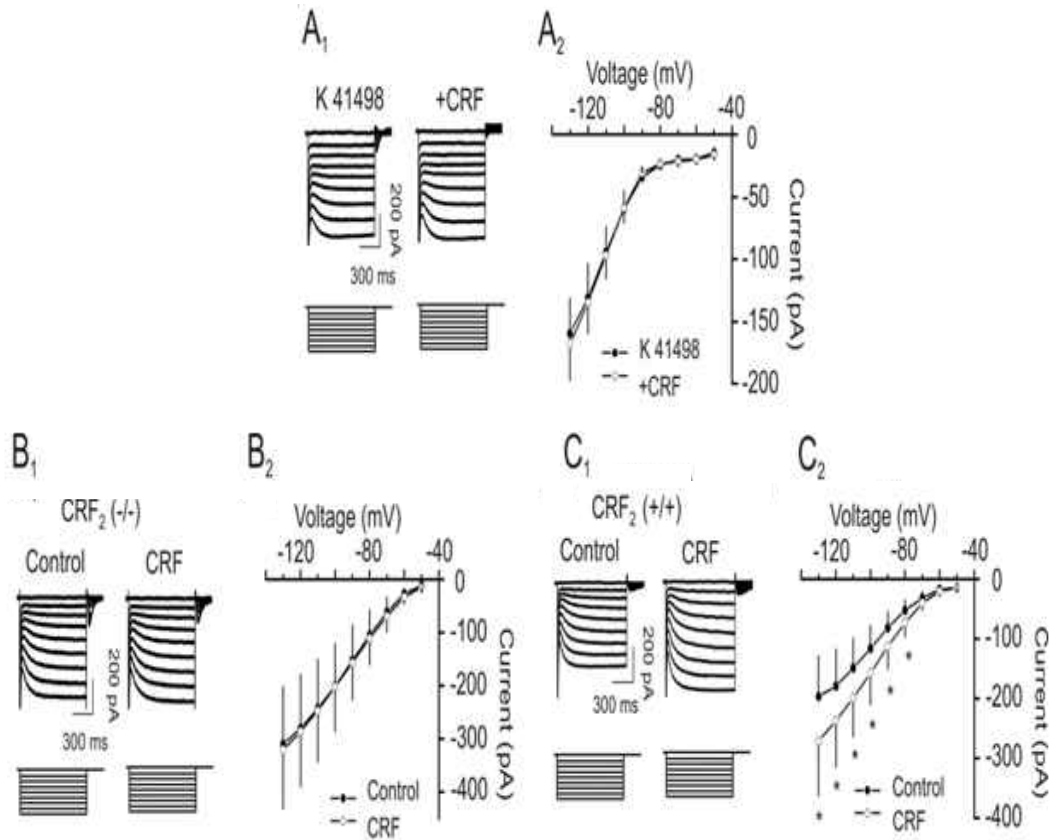 A1
K 41498 +CRF
200 pA
300 ms
A2
Voltage (mV)
-120 -80 -40
0
-50
-100
-150
-200
Current (pA)
K 41498
+CRF
B1
CRF2 (-/-)
Control CRF
200 pA
300 ms
B2
Voltage (mV)
-120 -80 -40
0
-100
-200
-300
-400
Current (pA)
Control
CRF
C1
CRF2 (+/+)
Control CRF
200 pA
300 ms
C2
Voltage (mV)
-120 -80 -40
0
-100
-200
-300
-400
Current (pA)
* * * * * *
Control
CRF